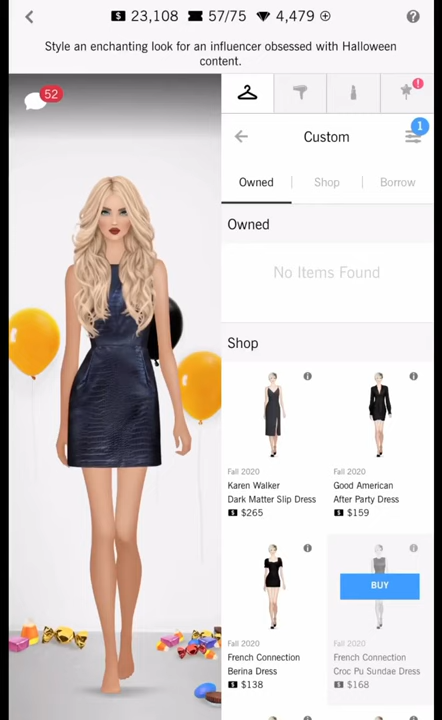 23,108 57/75 4,479
Style an enchanting look for an influencer obsessed with Halloween
content.
52
!
Custom
1
Owned
Shop
Borrow
Owned
No Items Found
Shop
Fall 2020
Karen Walker
Dark Matter Slip Dress
$ $265
Fall 2020
Good American
After Party Dress
$ $159
BUY
Fall 2020
French Connection
Berina Dress
$ $138
Fall 2020
French Connection
Croc Pu Sundae Dress
$ $168